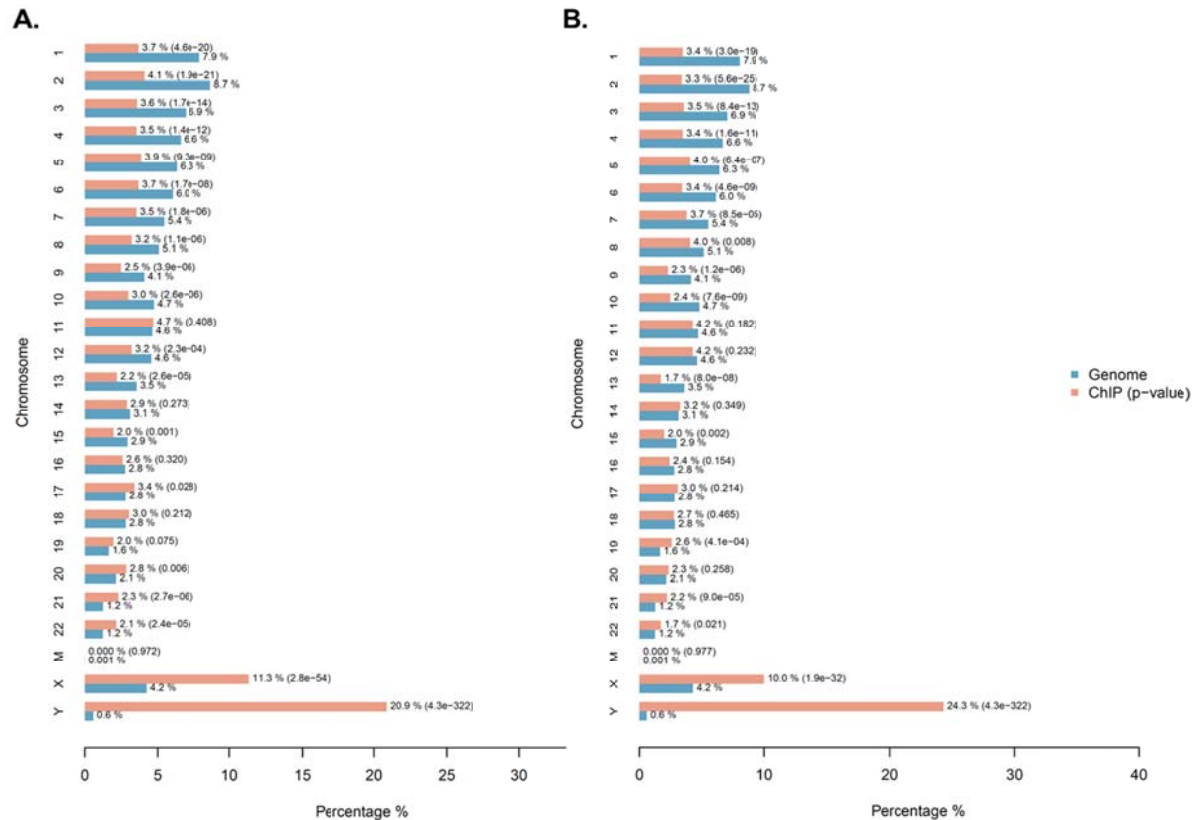 A.
B.
Chromosome
1
3.7 % (4.6e−20)
7.9 %
2
4.1 % (1.9e−21)
8.7 %
3
3.6 % (1.7e−14)
6.9 %
4
3.5 % (1.4e−12)
6.6 %
5
3.9 % (9.3e−09)
6.3 %
6
3.7 % (1.7e−08)
6.0 %
7
3.5 % (1.8e−06)
5.4 %
8
3.2 % (1.1e−06)
5.1 %
9
2.5 % (3.9e−06)
4.1 %
10
3.0 % (2.6e−06)
4.7 %
11
4.7 % (0.408)
4.6 %
12
3.2 % (2.3e−04)
4.6 %
13
2.2 % (2.6e−05)
3.5 %
14
2.9 % (0.273)
3.1 %
15
2.0 % (0.001)
2.9 %
16
2.6 % (0.320)
2.8 %
17
3.4 % (0.028)
2.8 %
18
3.0 % (0.212)
2.8 %
19
2.0 % (0.075)
1.6 %
20
2.8 % (0.006)
2.1 %
21
2.3 % (2.7e−06)
1.2 %
22
2.1 % (2.4e−05)
1.2 %
M
0.000 % (0.972)
0.001 %
X
11.3 % (2.8e−54)
4.2 %
Y
20.9 % (4.3e−322)
0.6 %
0 5 10 15 20 25 30
Percentage %
Chromosome
1
3.4 % (3.0e−19)
7.9 %
2
3.3 % (5.6e−25)
8.7 %
3
3.5 % (8.4e−13)
6.9 %
4
3.4 % (1.6e−11)
6.6 %
5
4.0 % (6.4e−07)
6.3 %
6
3.4 % (4.6e−09)
6.0 %
7
3.7 % (8.5e−05)
5.4 %
8
4.0 % (0.008)
5.1 %
9
2.3 % (1.2e−06)
4.1 %
10
2.4 % (7.6e−09)
4.7 %
11
4.2 % (0.182)
4.6 %
12
4.2 % (0.232)
4.6 %
13
1.7 % (8.0e−08)
3.5 %
14
3.2 % (0.349)
3.1 %
15
2.0 % (0.002)
2.9 %
16
2.4 % (0.154)
2.8 %
17
3.0 % (0.214)
2.8 %
18
2.7 % (0.465)
2.8 %
19
2.6 % (4.1e−04)
1.6 %
20
2.3 % (0.258)
2.1 %
21
2.2 % (9.0e−05)
1.2 %
22
1.7 % (0.021)
1.2 %
M
0.000 % (0.977)
0.001 %
X
10.0 % (1.9e−32)
4.2 %
Y
24.3 % (4.3e−322)
0.6 %
0 10 20 30 40
Percentage %
Genome
ChIP (p-value)